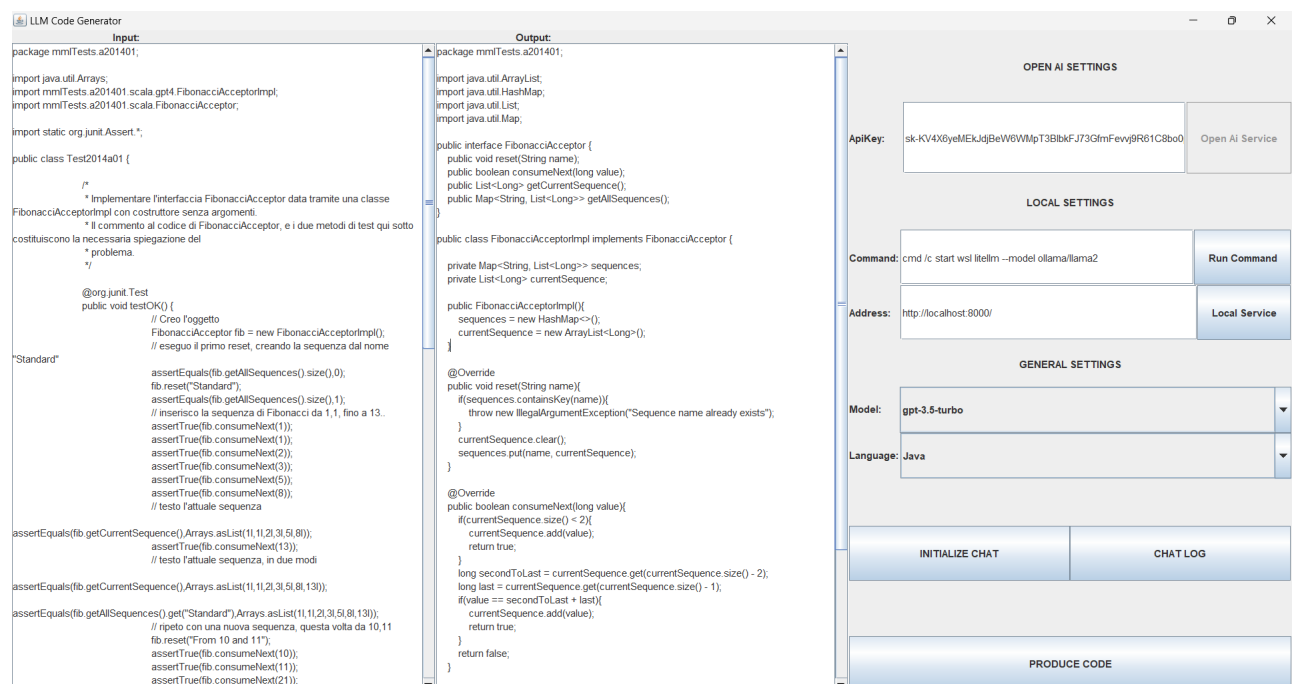 LLM Code Generator
Input:
package mmlTests.a201401;
import java.util.Arrays;
import mmlTests.a201401.scala.gpt4.FibonacciAcceptorImpl;
import mmlTests.a201401.scala.FibonacciAcceptor;
import static org.junit.Assert.*;
public class Test2014a01 {
/*
* Implementare l'interfaccia FibonacciAcceptor data tramite una classe
FibonacciAcceptorImpl con costruttore senza argomenti.
* Il commento al codice di FibonacciAcceptor, e i due metodi di test qui sotto
costituiscono la necessaria spiegazione del
* problema.
*/
@org.junit.Test
public void testOK() {
// Creo l'oggetto
FibonacciAcceptor fib = new FibonacciAcceptorImpl();
// eseguo il primo reset, creando la sequenza dal nome
"Standard"
assertEquals(fib.getAllSequences().size(),0);
fib.reset("Standard");
assertEquals(fib.getAllSequences().size(),1);
// inserisco la sequenza di Fibonacci da 1,1, fino a 13..
assertTrue(fib.consumeNext(1));
assertTrue(fib.consumeNext(1));
assertTrue(fib.consumeNext(2));
assertTrue(fib.consumeNext(3));
assertTrue(fib.consumeNext(5));
assertTrue(fib.consumeNext(8));
// testo l'attuale sequenza
assertEquals(fib.getCurrentSequence(),Arrays.asList(1l,1l,2l,3l,5l,8l));
assertTrue(fib.consumeNext(13));
// testo l'attuale sequenza, in due modi
assertEquals(fib.getCurrentSequence(),Arrays.asList(1l,1l,2l,3l,5l,8l,13l));
assertEquals(fib.getAllSequences().get("Standard"),Arrays.asList(1l,1l,2l,3l,5l,8l,13l));
// ripeto con una nuova sequenza, questa volta da 10,11
fib.reset("From 10 and 11");
assertTrue(fib.consumeNext(10));
assertTrue(fib.consumeNext(11));
assertTrue(fib.consumeNext(21));
Output:
package mmlTests.a201401;
import java.util.ArrayList;
import java.util.HashMap;
import java.util.List;
import java.util.Map;
public interface FibonacciAcceptor {
public void reset(String name);
public boolean consumeNext(long value);
public List<Long> getCurrentSequence();
public Map<String, List<Long>> getAllSequences();
}
public class FibonacciAcceptorImpl implements FibonacciAcceptor {
private Map<String, List<Long>> sequences;
private List<Long> currentSequence;
public FibonacciAcceptorImpl(){
sequences = new HashMap<>();
currentSequence = new ArrayList<Long>();
}
@Override
public void reset(String name){
if(sequences.containsKey(name)){
throw new IllegalArgumentException("Sequence name already exists");
}
currentSequence.clear();
sequences.put(name, currentSequence);
}
@Override
public boolean consumeNext(long value){
if(currentSequence.size() < 2){
currentSequence.add(value);
return true;
}
long secondToLast = currentSequence.get(currentSequence.size() - 2);
long last = currentSequence.get(currentSequence.size() - 1);
if(value == secondToLast + last){
currentSequence.add(value);
return true;
}
return false;
}
OPEN AI SETTINGS
ApiKey:
Open Ai Service
LOCAL SETTINGS
Command: cmd /c start wsl litellm --model ollama/llama2
Run Command
Address: http://localhost:8000/
Local Service
GENERAL SETTINGS
Model: gpt-3.5-turbo
Language: Java
INITIALIZE CHAT
CHAT LOG
PRODUCE CODE